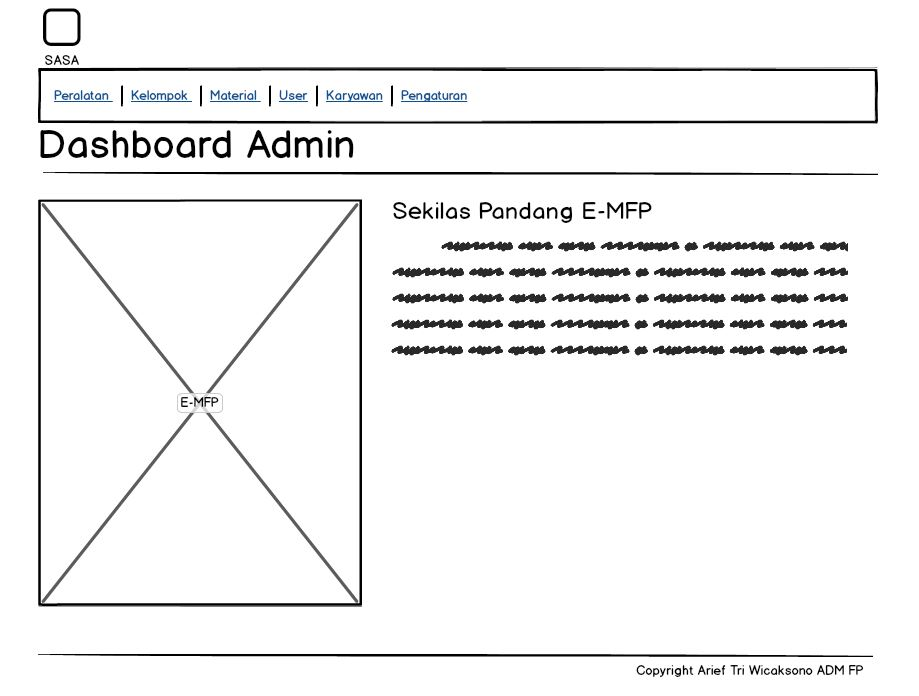 SASA
Peralatan | Kelompok | Material | User | Karyawan | Pengaturan
Dashboard Admin
Sekilas Pandang E-MFP
E-MFP
Copyright Arief Tri Wicaksono ADM FP